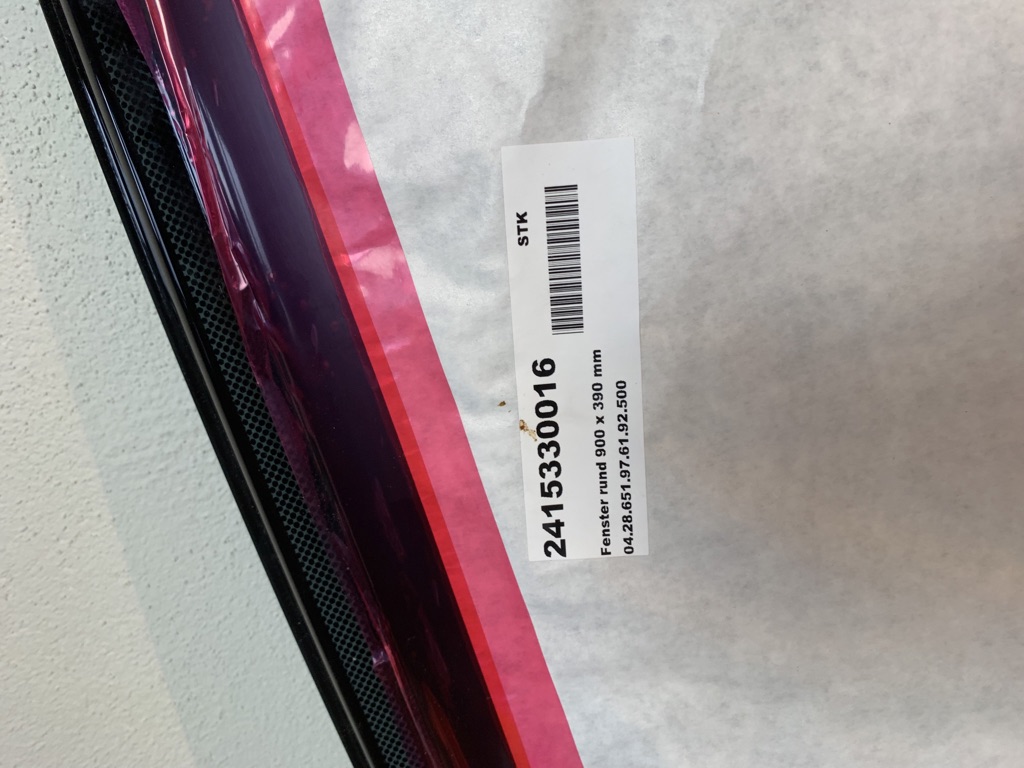 2415330016 STK
Fenster rund 900 x 390 mm
04.28.651.97.61.92.500